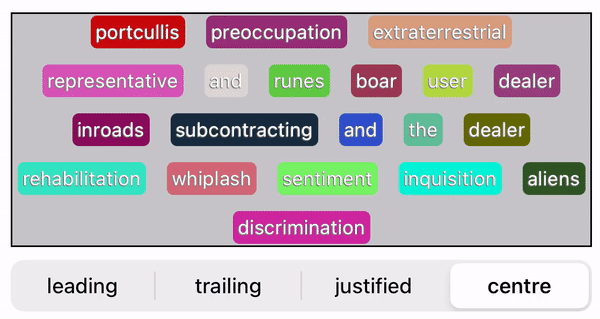 portcullis preoccupation extraterrestrial
representative and runes boar user dealer
inroads subcontracting and the dealer
rehabilitation whiplash sentiment inquisition aliens
discrimination
leading trailing justified centre